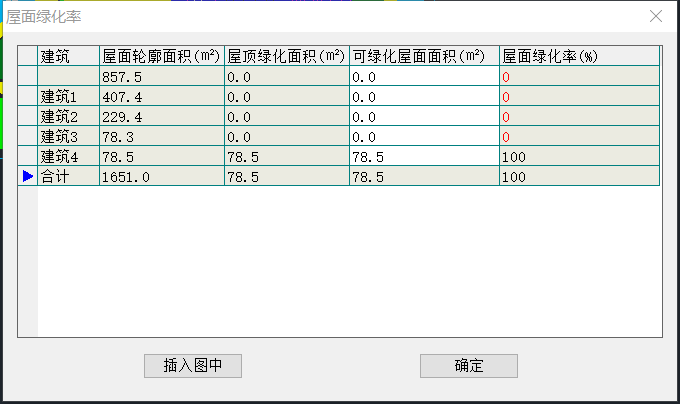 屋面绿化率
建筑 屋面轮廓面积(㎡) 屋顶绿化面积(㎡) 可绿化屋面面积(㎡) 屋面绿化率(%)
857.5 0.0 0.0 0
建筑1 407.4 0.0 0.0 0
建筑2 229.4 0.0 0.0 0
建筑3 78.3 0.0 0.0 0
建筑4 78.5 78.5 78.5 100
合计 1651.0 78.5 78.5 100
插入图中 确定